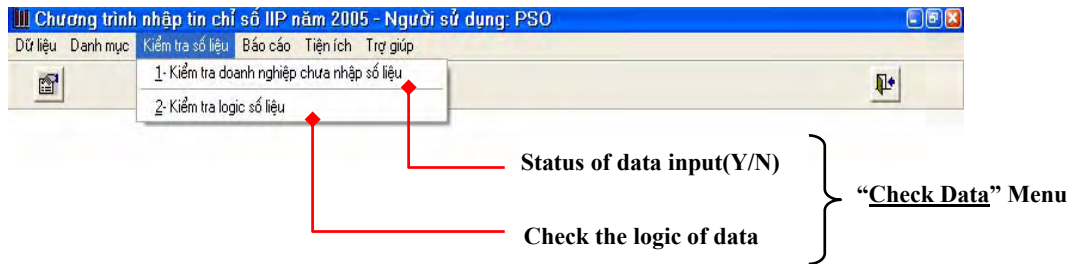 Chương trình nhập tin chỉ số IIP năm 2005 - Người sử dụng: PSO
Dữ liệu Danh mục Kiểm tra số liệu Báo cáo Tiện ích Trợ giúp
1- Kiểm tra doanh nghiệp chưa nhập số liệu
2- Kiểm tra logic số liệu
Status of data input(Y/N)
“Check Data” Menu
Check the logic of data